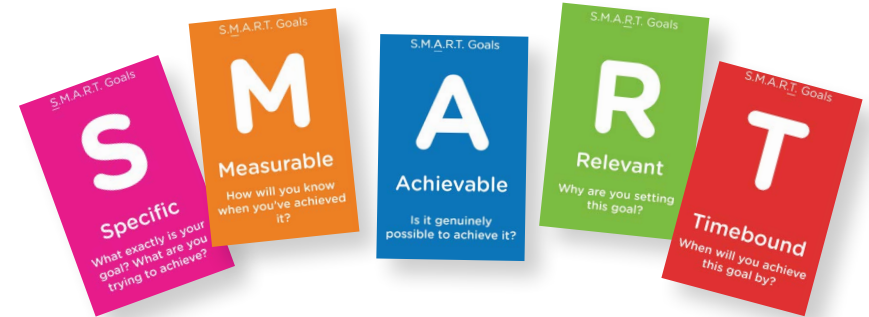 S.M.A.R.T. Goals
S
Specific
What exactly is your
goal? What are you
trying to achieve?
S.M.A.R.T. Goals
M
Measurable
How will you know
when you've achieved
it?
S.M.A.R.T. Goals
A
Achievable
Is it genuinely
possible to achieve it?
S.M.A.R.T. Goals
R
Relevant
Why are you setting
this goal?
S.M.A.R.T. Goals
T
Timebound
When will you achieve
this goal by?